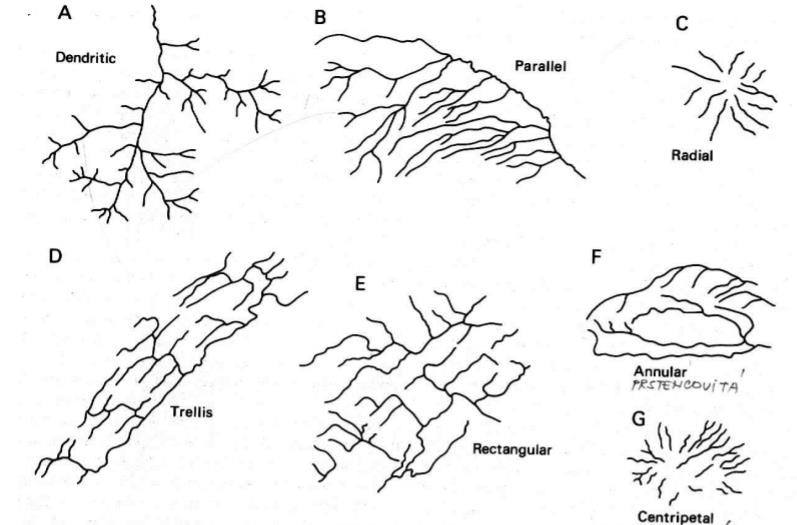 A
Dendritic
B
Parallel
C
Radial
D
Trellis
E
Rectangular
F
Annular
PRSTENCOVITA
G
Centripetal